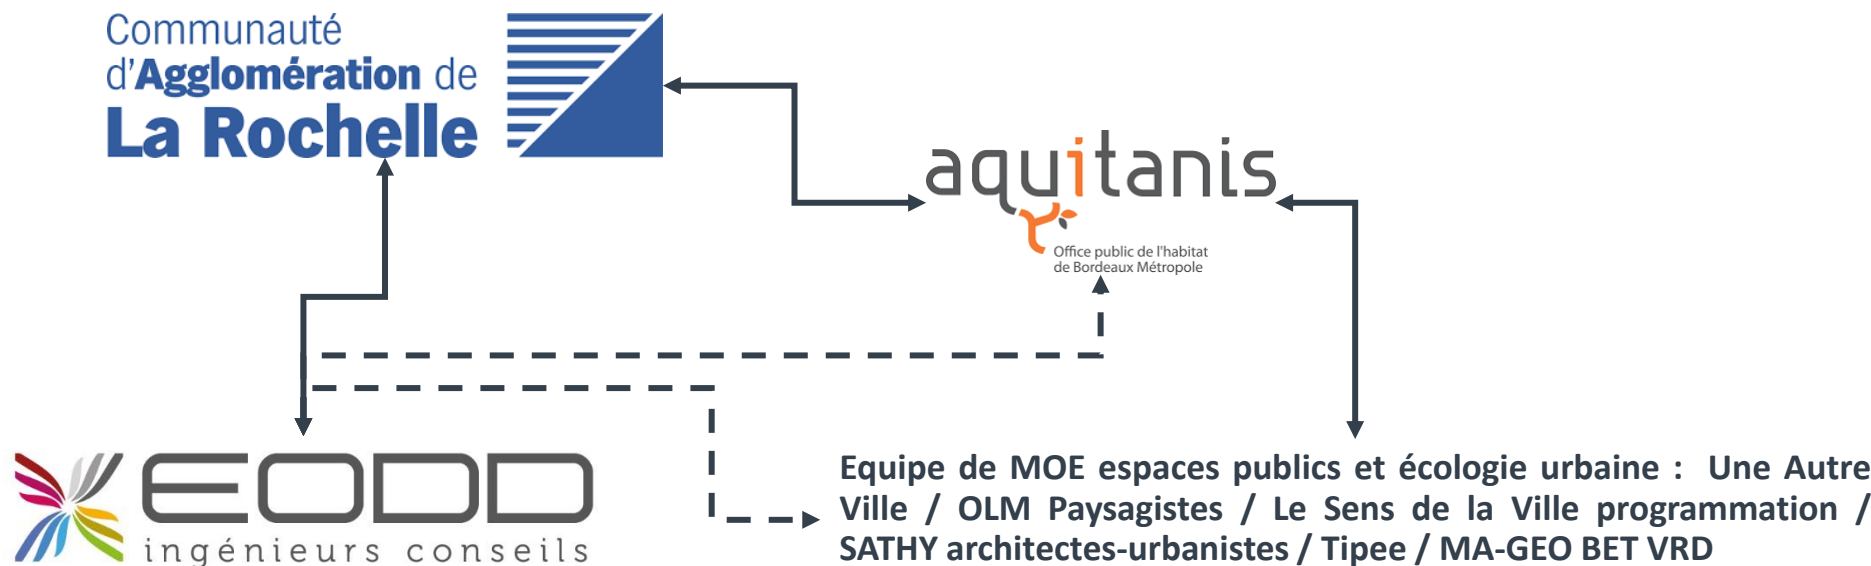 Communauté
d'Agglomération de
La Rochelle
aquitanis
Office public de l'habitat
de Bordeaux Métropole
EODD
ingénieurs conseils
Equipe de MOE espaces publics et écologie urbaine : Une Autre
Ville / OLM Paysagistes / Le Sens de la Ville programmation /
SATHY architectes-urbanistes / Tipee / MA-GEO BET VRD